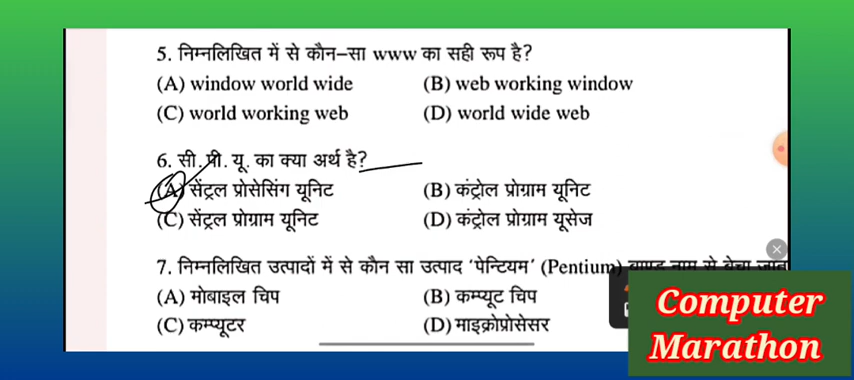 5. निम्नलिखित में से कौन-सा www का सही रूप है?
(A) window world wide (B) web working window
(C) world working web (D) world wide web
6. सी. पी. यू. का क्या अर्थ है?
(A) सेंट्रल प्रोसेसिंग यूनिट (B) कंट्रोल प्रोग्राम यूनिट
(C) सेंट्रल प्रोग्राम यूनिट (D) कंट्रोल प्रोग्राम यूसेज
7. निम्नलिखित उत्पादों में से कौन सा उत्पाद ‘पेन्टियम’ (Pentium) ब्राण्ड नाम से बेचा
(A) मोबाइल चिप (B) कम्प्यूट चिप
(C) कम्प्यूटर (D) माइक्रोप्रोसेसर
Computer
Marathon